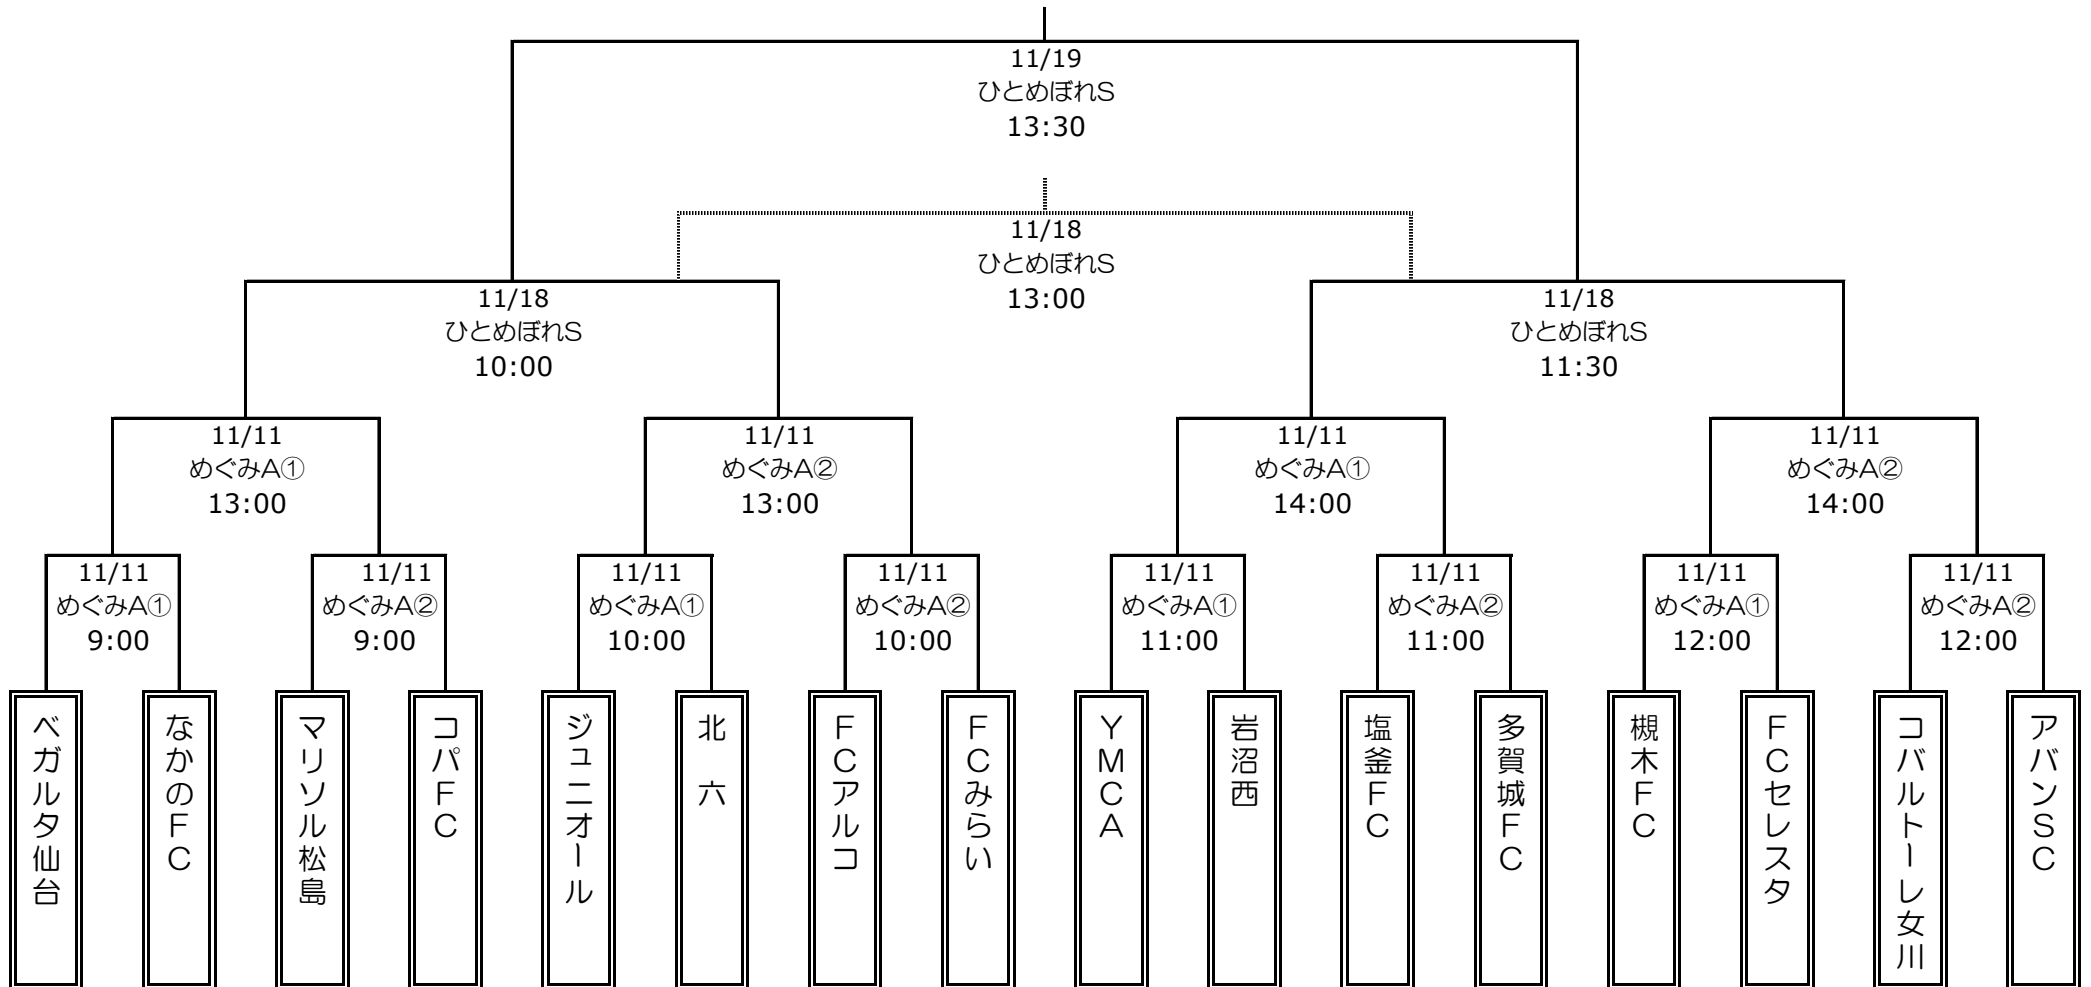 11/19
ひとめぼれS
13:30
11/18
ひとめぼれS
13:00
11/18
ひとめぼれS
10:00
11/18
ひとめぼれS
11:30
11/11
めぐみA①
13:00
11/11
めぐみA②
13:00
11/11
めぐみA①
14:00
11/11
めぐみA②
14:00
11/11
めぐみA①
9:00
11/11
めぐみA②
9:00
11/11
めぐみA①
10:00
11/11
めぐみA②
10:00
11/11
めぐみA①
11:00
11/11
めぐみA②
11:00
11/11
めぐみA①
12:00
11/11
めぐみA②
12:00
ベガルタ仙台
なかのFC
マリソル松島
コパFC
ジュニオール
北 六
FCアルコ
FCみらい
YMCA
岩沼西
塩釜FC
多賀城FC
槻木FC
FCセレスタ
コバルトーレ女川
アバンSC